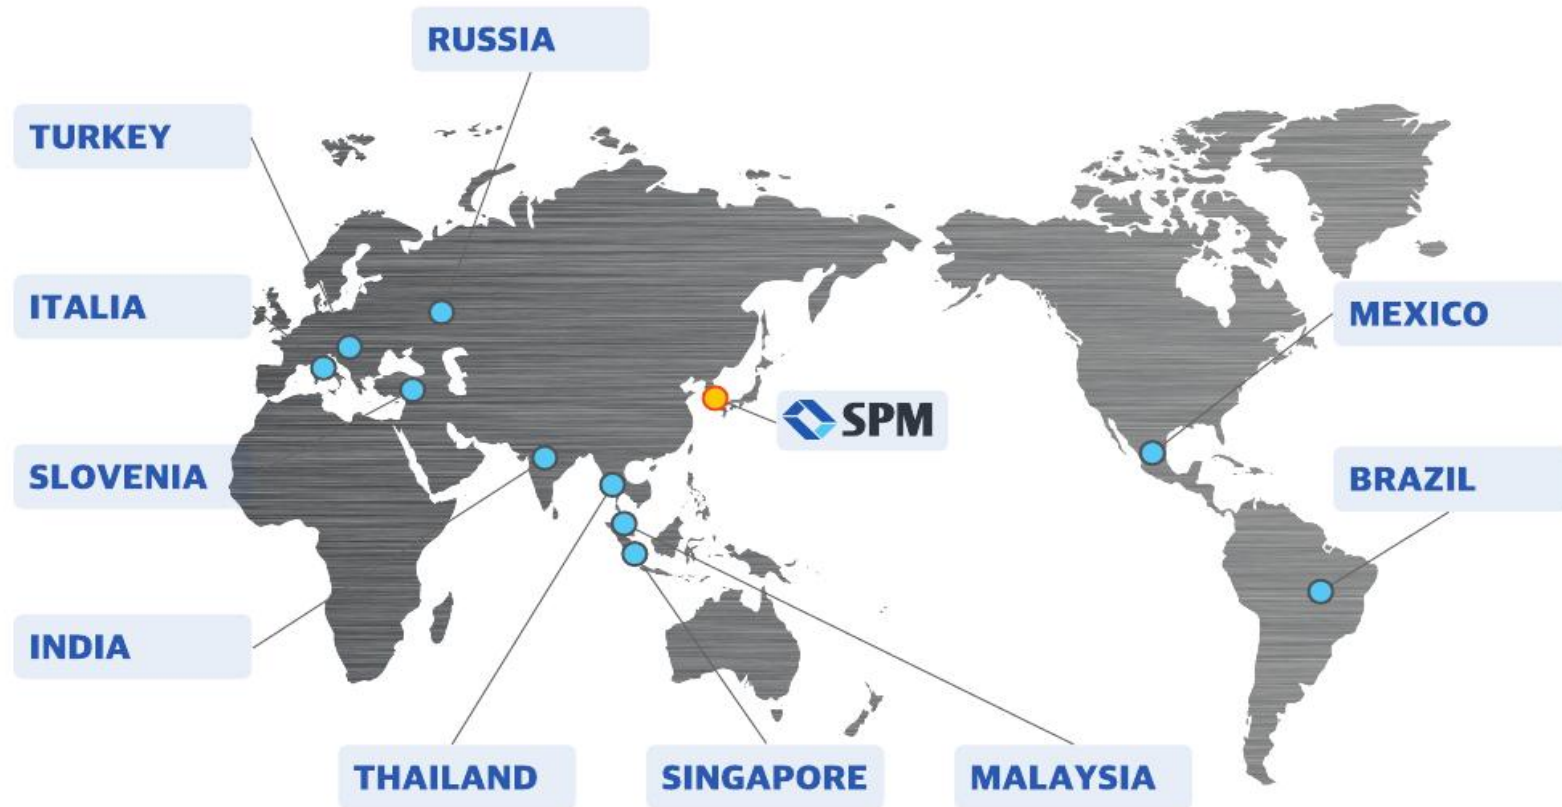 RUSSIA
TURKEY
ITALIA
MEXICO
SPM
SLOVENIA
BRAZIL
INDIA
THAILAND
SINGAPORE
MALAYSIA